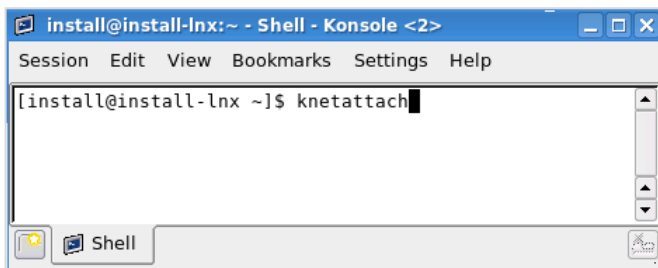 install@install-lnx:~ - Shell - Konsole <2>
Session Edit View Bookmarks Settings Help
[install@install-lnx ~]$ knetattach
Shell